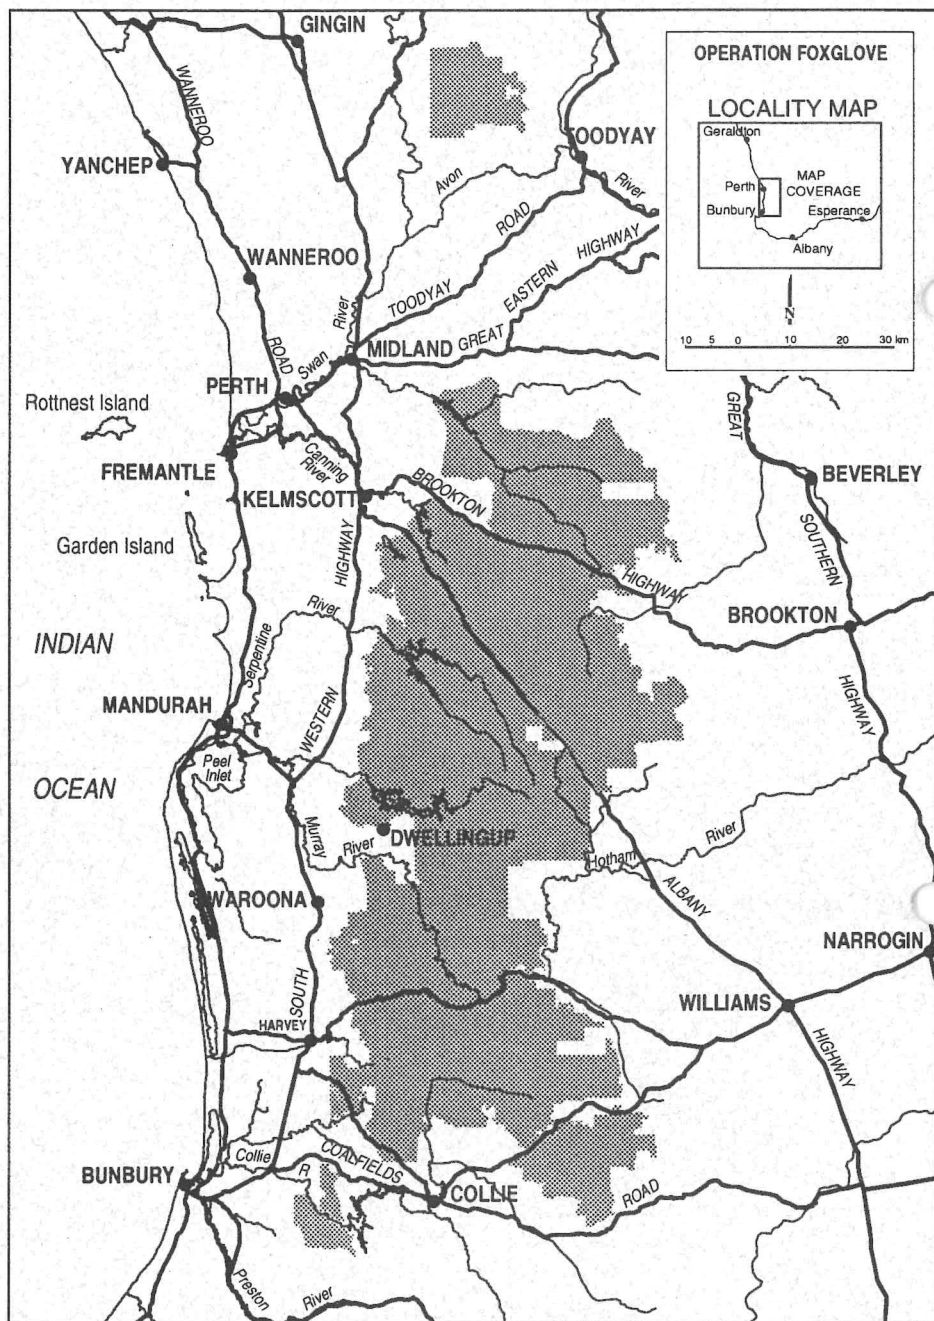 GINGIN
OPERATION FOXGLOVE
LOCALITY MAP
Geraldton
MAP
COVERAGE
Perth
Bunbury
Esperance
Albany
N
10 5 0 10 20 30 km
WANNEROO
YANCHEP
TOODYAY
Avon
River
ROAD
HIGHWAY
WANNEROO
TOODYAY
EASTERN
River
GREAT
MIDLAND
ROAD
Swan
PERTH
Rottnest Island
GREAT
FREMANTLE
Canning
River
BEVERLEY
KELMSCOTT
BROOKTON
SOUTHERN
Garden Island
HIGHWAY
HIGHWAY
River
BROOKTON
INDIAN
Serpentine
MANDURAH
WESTERN
HIGHWAY
Peel
Inlet
OCEAN
Murray
River
DWELLINGUP
River
Hotham
ALBANY
WAROONA
NARROGIN
SOUTH
WILLIAMS
HARVEY
HIGHWAY
Collie
R
COALFIELDS
BUNBURY
COLLIE
ROAD
Preston
River